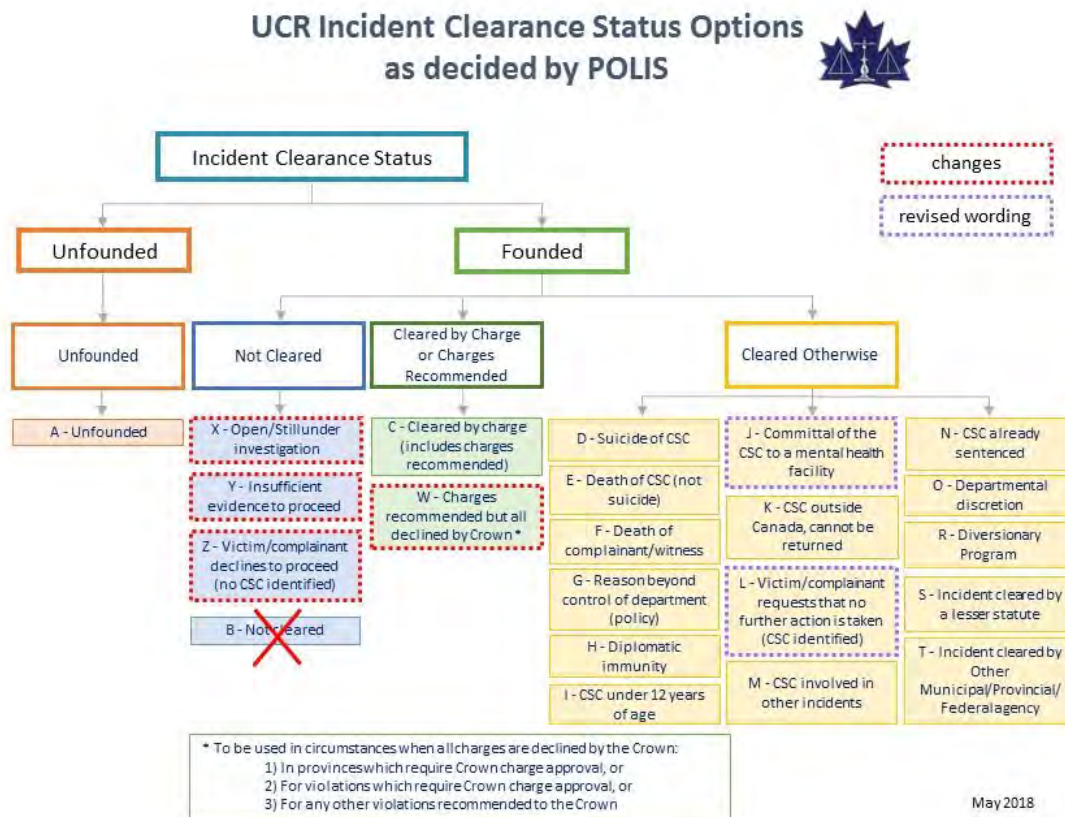 UCR Incident Clearance Status Options
as decided by POLIS
changes
revised wording
Incident Clearance Status
Unfounded
Founded
Unfounded
Not Cleared
Cleared by Charge
or Charges
Recommended
Cleared Otherwise
A - Unfounded
X - Open/Stillunder
investigation
Y - Insufficient
evidence to proceed
Z - Victim/complainant
declines to proceed
(no CSC identified)
B - Not cleared
C - Cleared by charge
(includes charges
recommended)
W - Charges
recommended but all
declined by Crown*
D - Suicide of CSC
E - Death of CSC (not
suicide)
F - Death of
complainant/witness
G - Reason beyond
control of department
(policy)
H - Diplomatic
immunity
I - CSC under 12 years
of age
J - Committal of the
CSC to a mental health
facility
K - CSC outside
Canada, cannot be
returned
L - Victim/complainant
requests that no
further action is taken
(CSC identified)
M - CSC involved in
other incidents
N - CSC already
sentenced
O - Departmental
discretion
R - Diversionary
Program
S - Incident cleared by
a lesser statute
T - Incident cleared by
Other
Municipal/Provincial/
Federal agency
* To be used in circumstances when all charges are declined by the Crown:
1) In provinces which require Crown charge approval, or
2) For violations which require Crown charge approval, or
3) For any other violations recommended to the Crown
May 2018